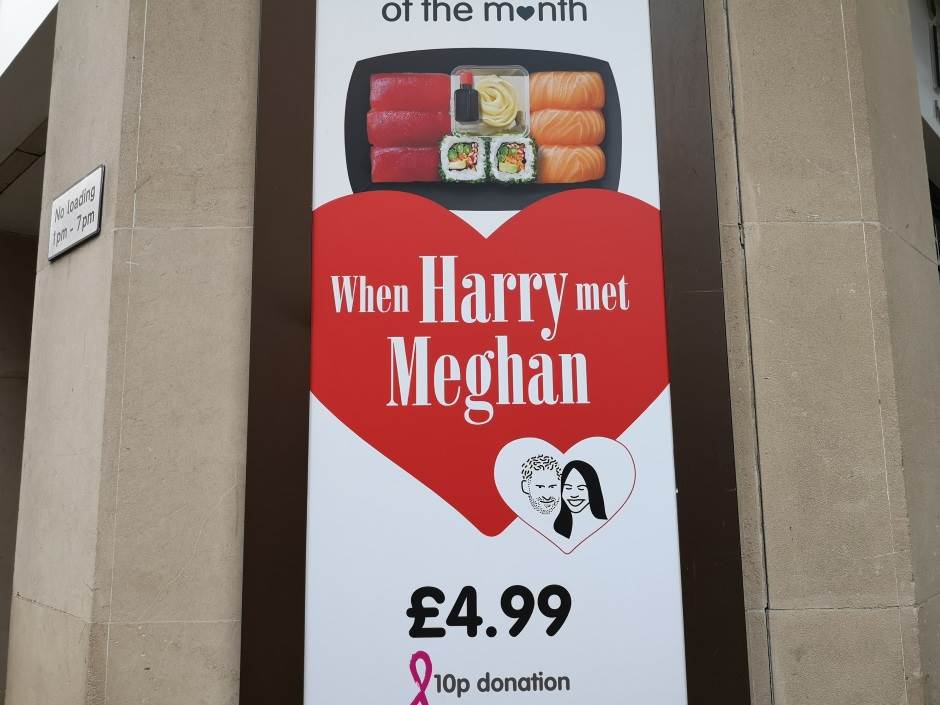 of the month
No loading
1pm - 7pm
When Harry met
Meghan
£4.99
10p donation